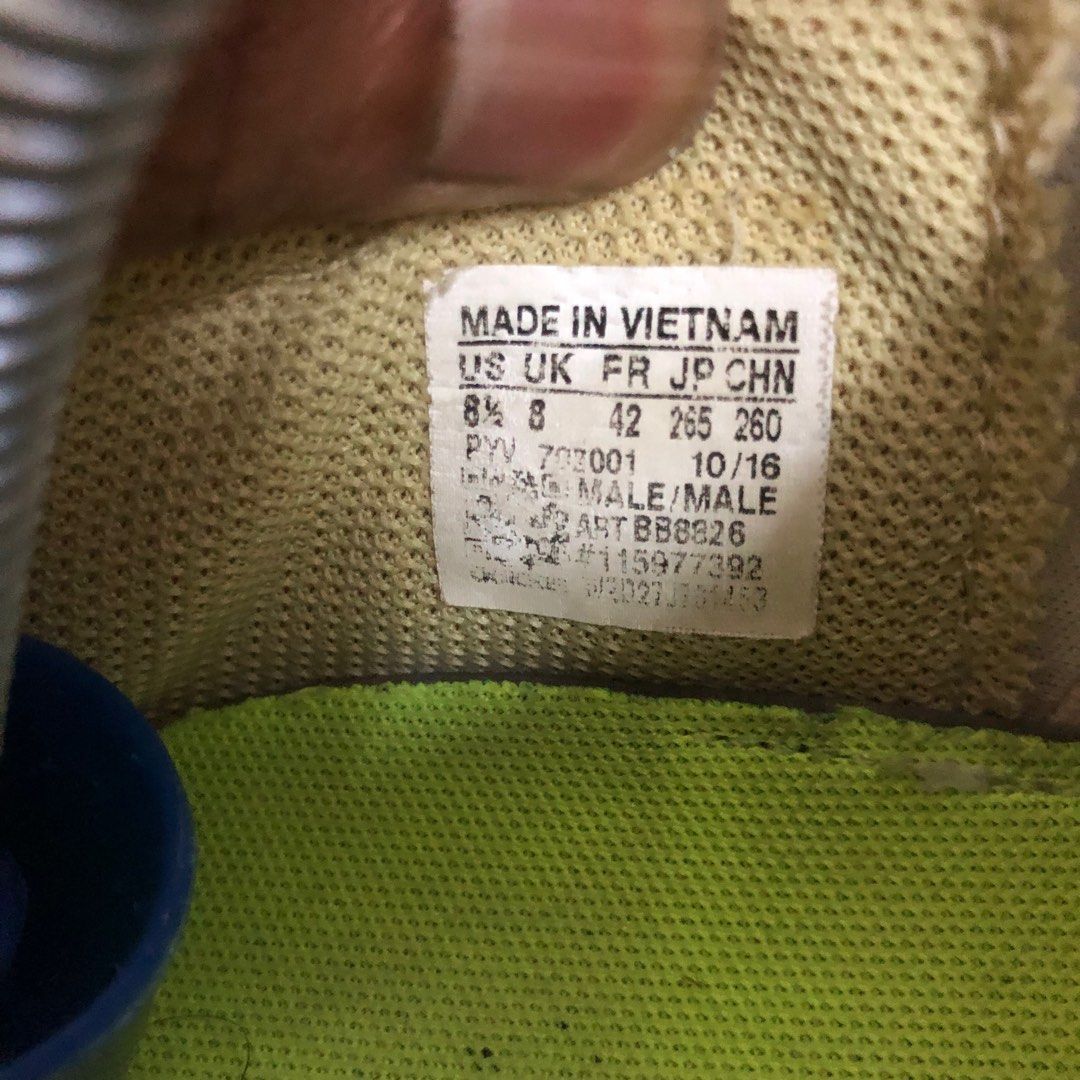 MADE IN VIETNAM
US UK FR JP CHN
8½ 8 42 265 260
PYV 10/16
MALE/MALE
ART BB6826
#115977392